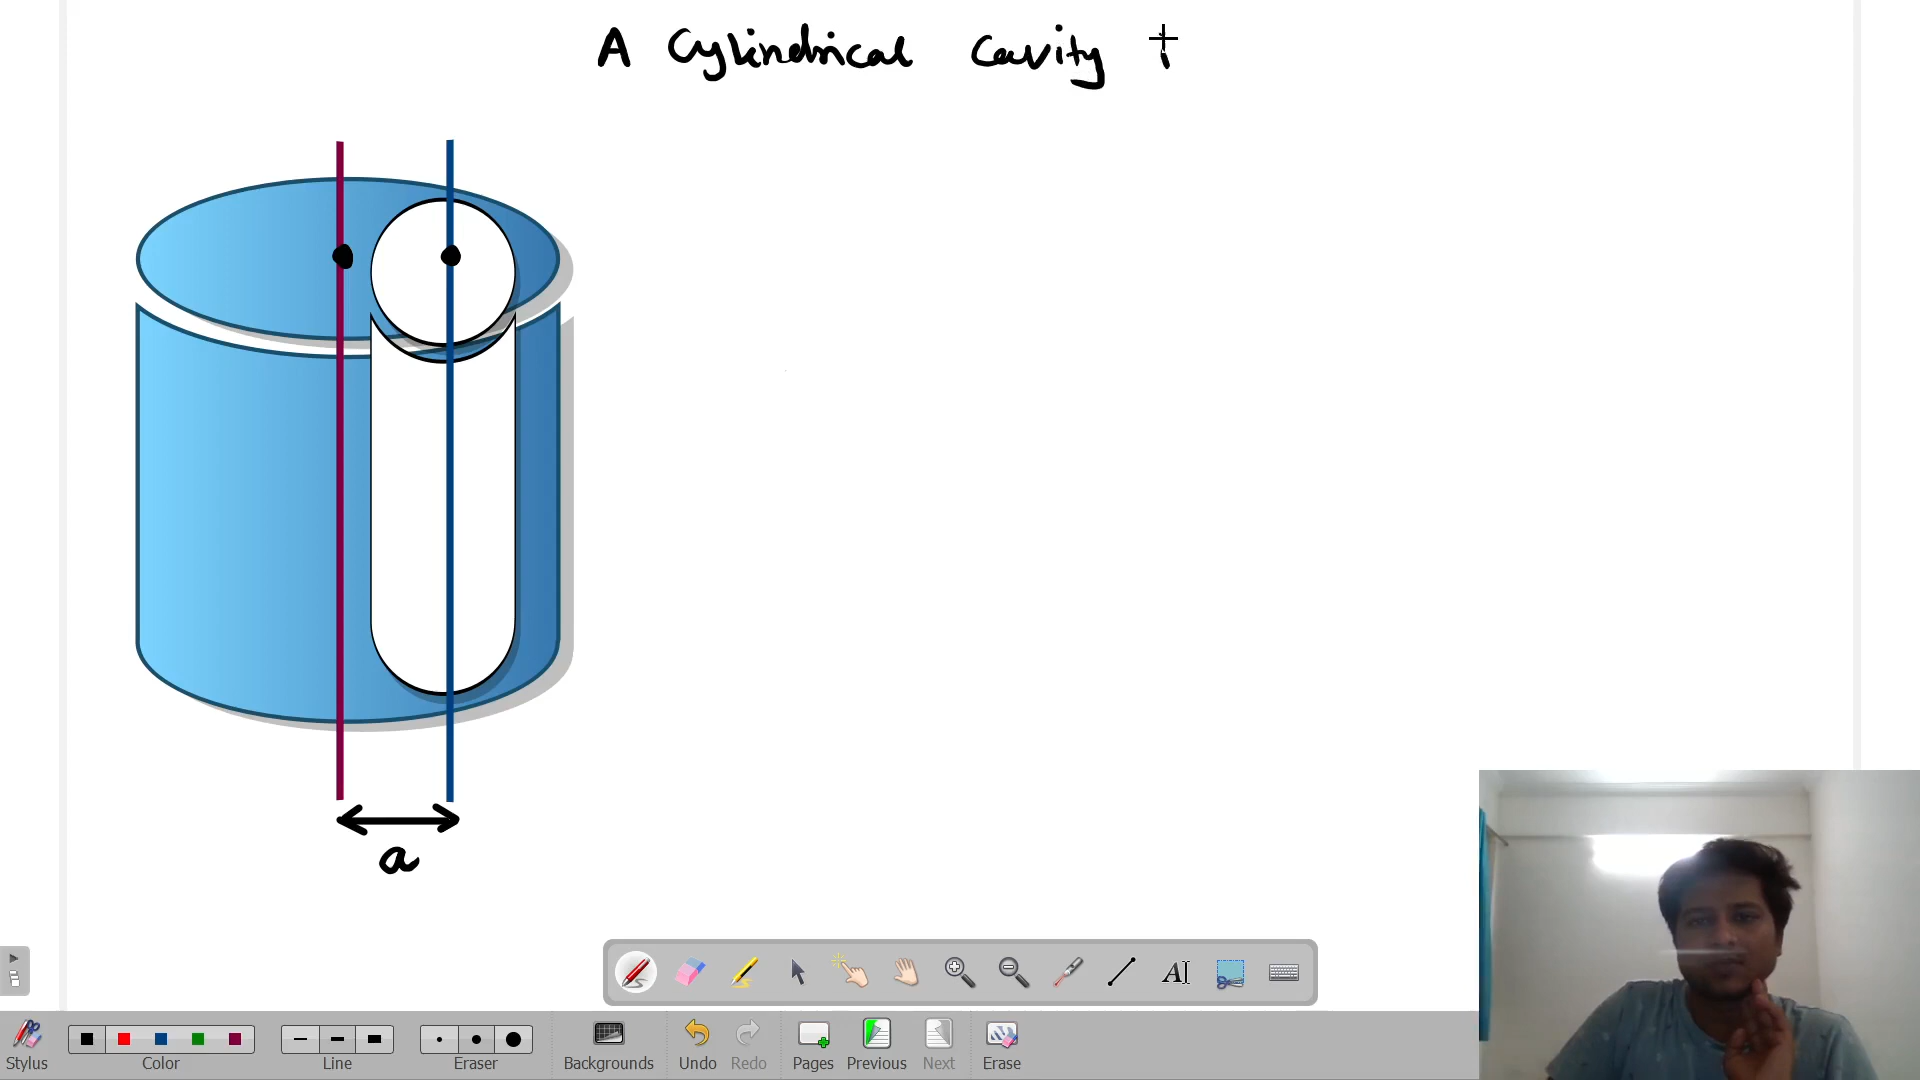 A Cylindrical Cavity
a
Stylus
Color
Line
Eraser
Backgrounds
Undo
Redo
Pages
Previous
Next
Erase